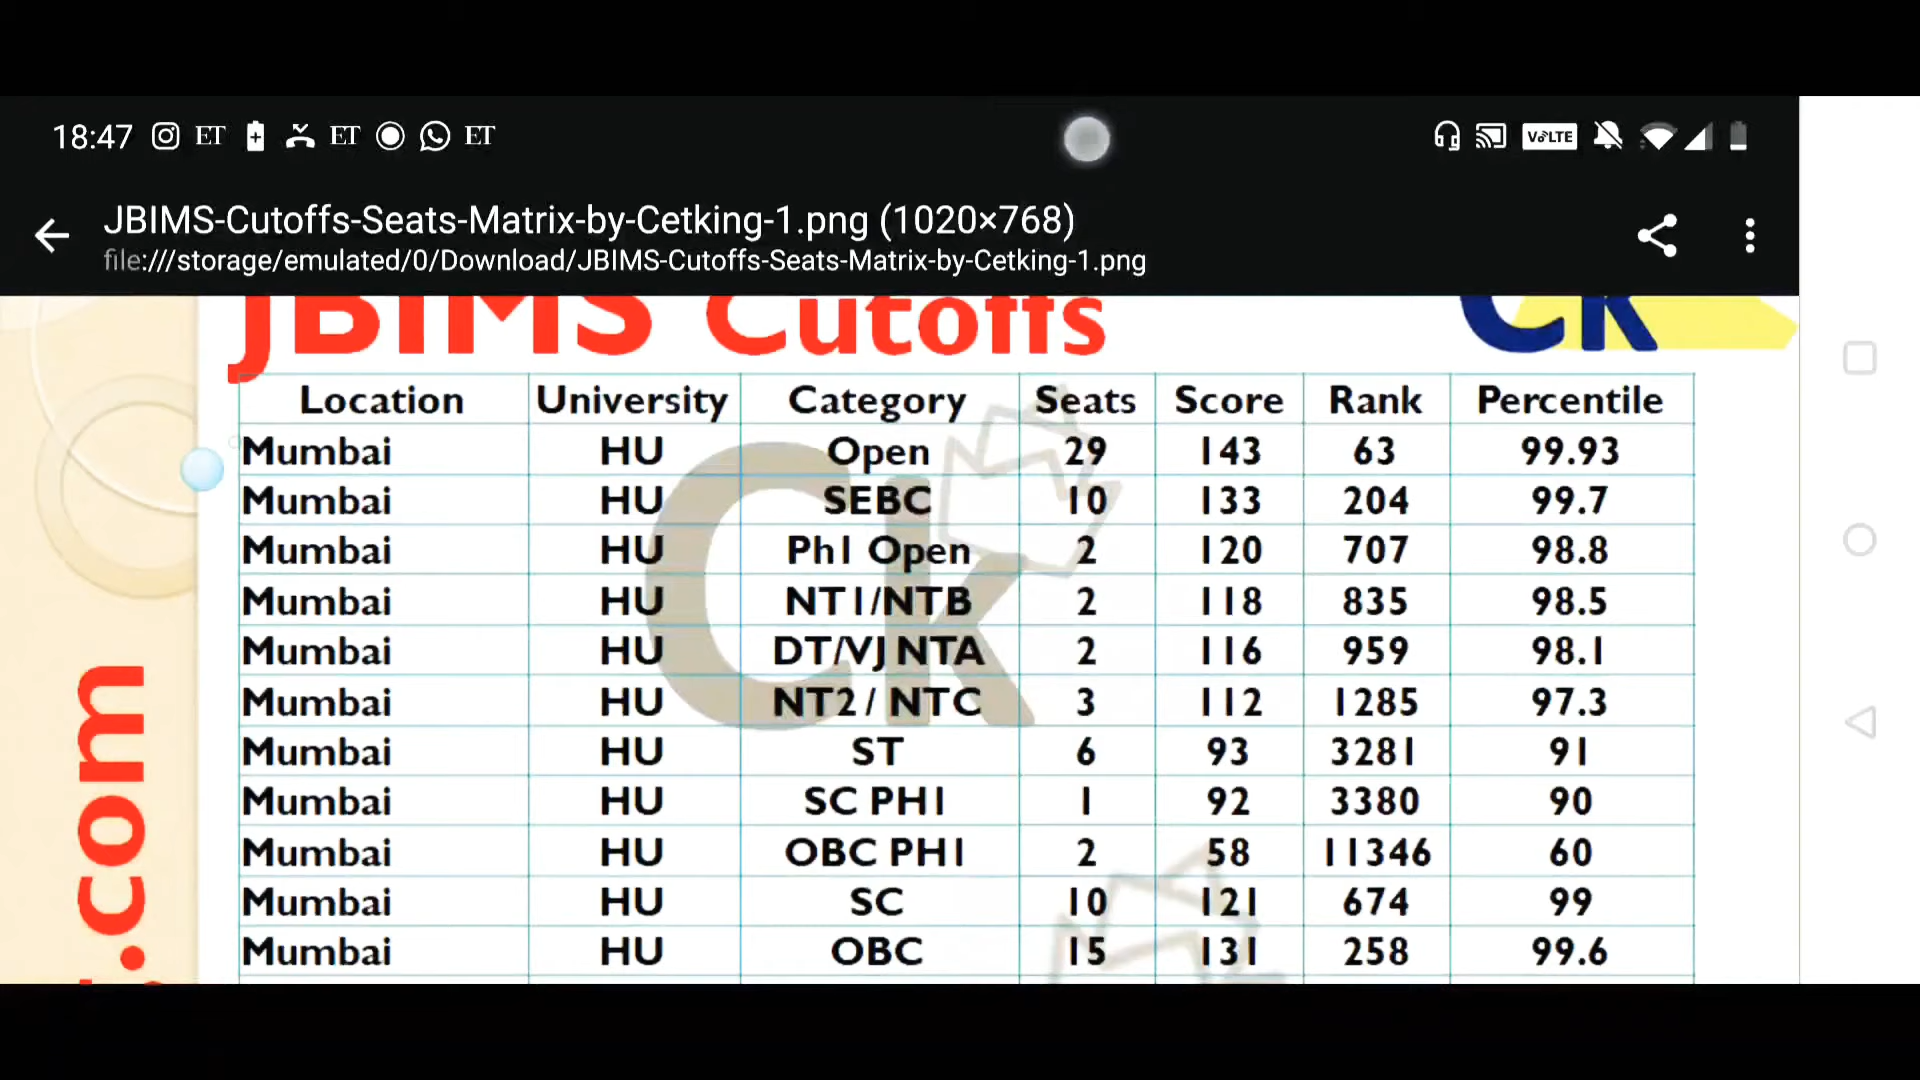 18:47 ET ET ET VoLTE
JBIMS-Cutoffs-Seats-Matrix-by-Cetking-1.png (1020×768)
file:///storage/emulated/0/Download/JBIMS-Cutoffs-Seats-Matrix-by-Cetking-1.png
JBIMS Cutoffs
Ck
Location University Category Seats Score Rank Percentile
Mumbai HU Open 29 143 63 99.93
Mumbai HU SEBC 10 133 204 99.7
Mumbai HU Ph1 Open 2 120 707 98.8
Mumbai HU NT1/NTB 2 118 835 98.5
Mumbai HU DT/VJ NTA 2 116 959 98.1
Mumbai HU NT2 / NTC 3 112 1285 97.3
Mumbai HU ST 6 93 3281 91
Mumbai HU SC PH1 1 92 3380 90
Mumbai HU OBC PH1 2 58 11346 60
Mumbai HU SC 10 121 674 99
Mumbai HU OBC 15 131 258 99.6
Ck
.com